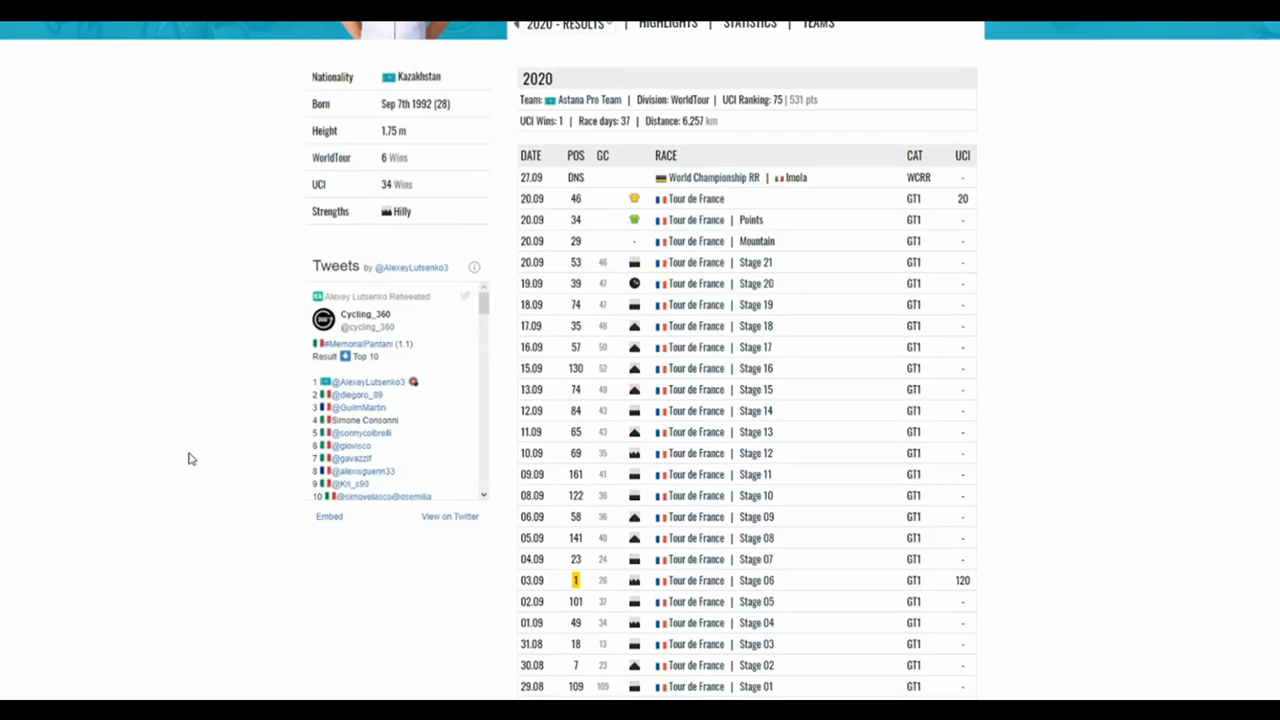 2020 - RESULTS | HIGHLIGHTS | STATISTICS | TEAMS
Nationality Kazakhstan
Born Sep 7th 1992 (28)
Height 1.75 m
WorldTour 6 Wins
UCI 34 Wins
Strengths Hilly
Tweets by @AlexeyLutsenko3
Alexey Lutsenko Retweeted
Cycling_360
@cycling_360
#MemorialPantani (1.1)
Result Top 10
1 @AlexeyLutsenko3
2 @diegoro_89
3 @GuilmMartin
4 Simone Consonni
5 @sonnycolbrelli
6 @giovisco
7 @gavazzif
8 @alexisguerin33
9 @Kri_s90
10 @simovelasco@gsemilia
Embed View on Twitter
2020
Team: Astana Pro Team | Division: WorldTour | UCI Ranking: 75 | 531 pts
UCI Wins: 1 | Race days: 37 | Distance: 6.257 km
DATE POS GC RACE CAT UCI
27.09 DNS World Championship RR | Imola WCRR -
20.09 46 Tour de France GT1 20
20.09 34 Tour de France | Points GT1 -
20.09 29 - Tour de France | Mountain GT1 -
20.09 53 46 Tour de France | Stage 21 GT1 -
19.09 39 47 Tour de France | Stage 20 GT1 -
18.09 74 47 Tour de France | Stage 19 GT1 -
17.09 35 48 Tour de France | Stage 18 GT1 -
16.09 57 50 Tour de France | Stage 17 GT1 -
15.09 130 52 Tour de France | Stage 16 GT1 -
13.09 74 49 Tour de France | Stage 15 GT1 -
12.09 84 43 Tour de France | Stage 14 GT1 -
11.09 65 43 Tour de France | Stage 13 GT1 -
10.09 69 35 Tour de France | Stage 12 GT1 -
09.09 161 41 Tour de France | Stage 11 GT1 -
08.09 122 36 Tour de France | Stage 10 GT1 -
06.09 58 36 Tour de France | Stage 09 GT1 -
05.09 141 40 Tour de France | Stage 08 GT1 -
04.09 23 24 Tour de France | Stage 07 GT1 -
03.09 1 26 Tour de France | Stage 06 GT1 120
02.09 101 37 Tour de France | Stage 05 GT1 -
01.09 49 34 Tour de France | Stage 04 GT1 -
31.08 18 13 Tour de France | Stage 03 GT1 -
30.08 7 23 Tour de France | Stage 02 GT1 -
29.08 109 109 Tour de France | Stage 01 GT1 -